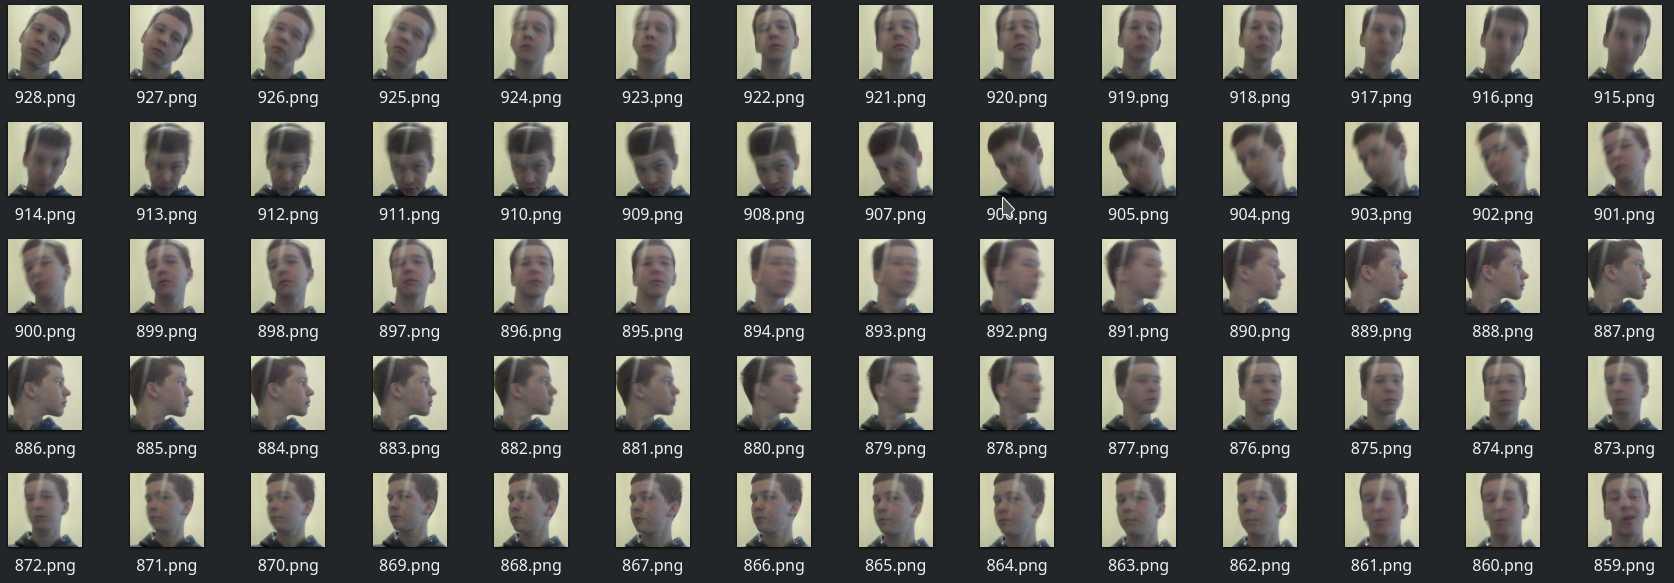 928.png 927.png 926.png 925.png 924.png 923.png 922.png 921.png 920.png 919.png 918.png 917.png 916.png 915.png
914.png 913.png 912.png 911.png 910.png 909.png 908.png 907.png 906.png 905.png 904.png 903.png 902.png 901.png
900.png 899.png 898.png 897.png 896.png 895.png 894.png 893.png 892.png 891.png 890.png 889.png 888.png 887.png
886.png 885.png 884.png 883.png 882.png 881.png 880.png 879.png 878.png 877.png 876.png 875.png 874.png 873.png
872.png 871.png 870.png 869.png 868.png 867.png 866.png 865.png 864.png 863.png 862.png 861.png 860.png 859.png